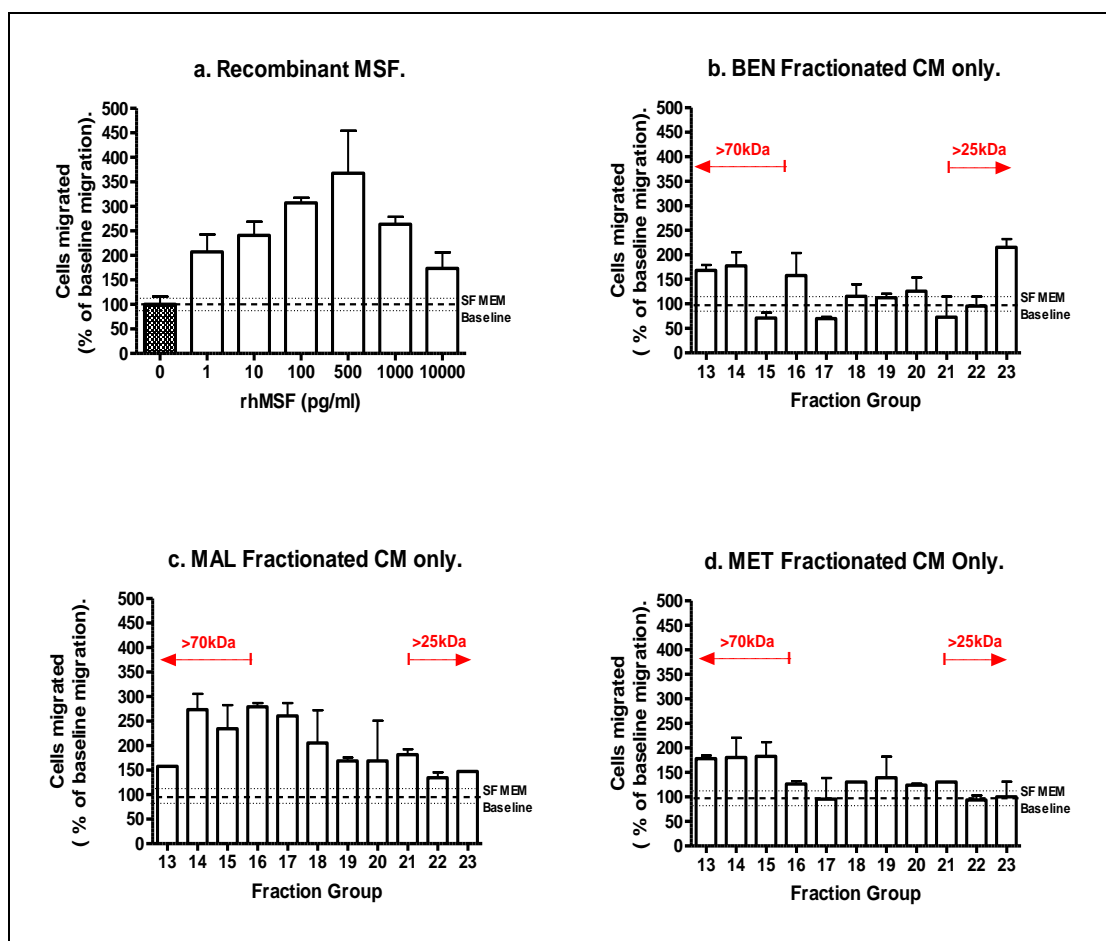 a. Recombinant MSF.
Cells migrated
(% of baseline migration).
500
450
400
350
300
250
200
150
100
50
0
SF MEM
Baseline
0 1 10 100 500 1000 10000
rhMSF (pg/ml)
b. BEN Fractionated CM only.
Cells migrated
( % of baseline migration).
500
450
400
350
300
250
200
150
100
50
0
>70kDa
>25kDa
SF MEM
Baseline
13 14 15 16 17 18 19 20 21 22 23
Fraction Group
c. MAL Fractionated CM only.
Cells migrated
( % of baseline migration).
500
450
400
350
300
250
200
150
100
50
0
>70kDa
>25kDa
SF MEM
Baseline
13 14 15 16 17 18 19 20 21 22 23
Fraction Group
d. MET Fractionated CM Only.
Cells migrated
( % of baseline migration).
500
450
400
350
300
250
200
150
100
50
0
>70kDa
>25kDa
SF MEM
Baseline
13 14 15 16 17 18 19 20 21 22 23
Fraction Group